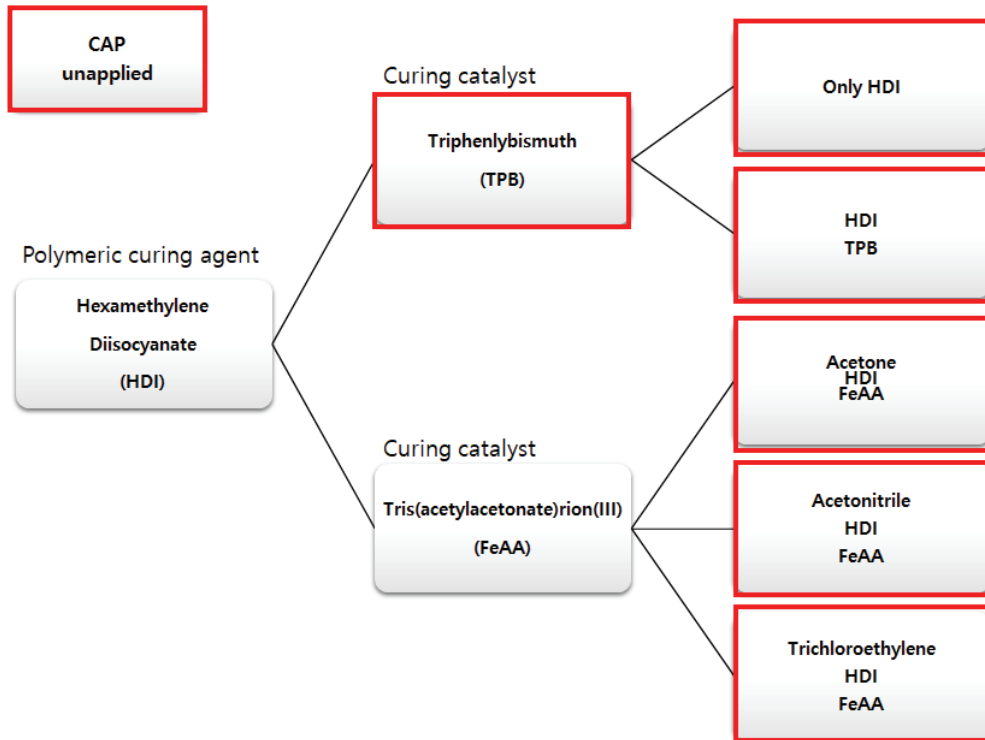 CAP
unapplied
Curing catalyst
Triphenlybismuth
(TPB)
Only HDI
HDI
TPB
Polymeric curing agent
Hexamethylene
Diisocyanate
(HDI)
Curing catalyst
Tris(acetylacetonate)rion(III)
(FeAA)
Acetone
HDI
FeAA
Acetonitrile
HDI
FeAA
Trichloroethylene
HDI
FeAA